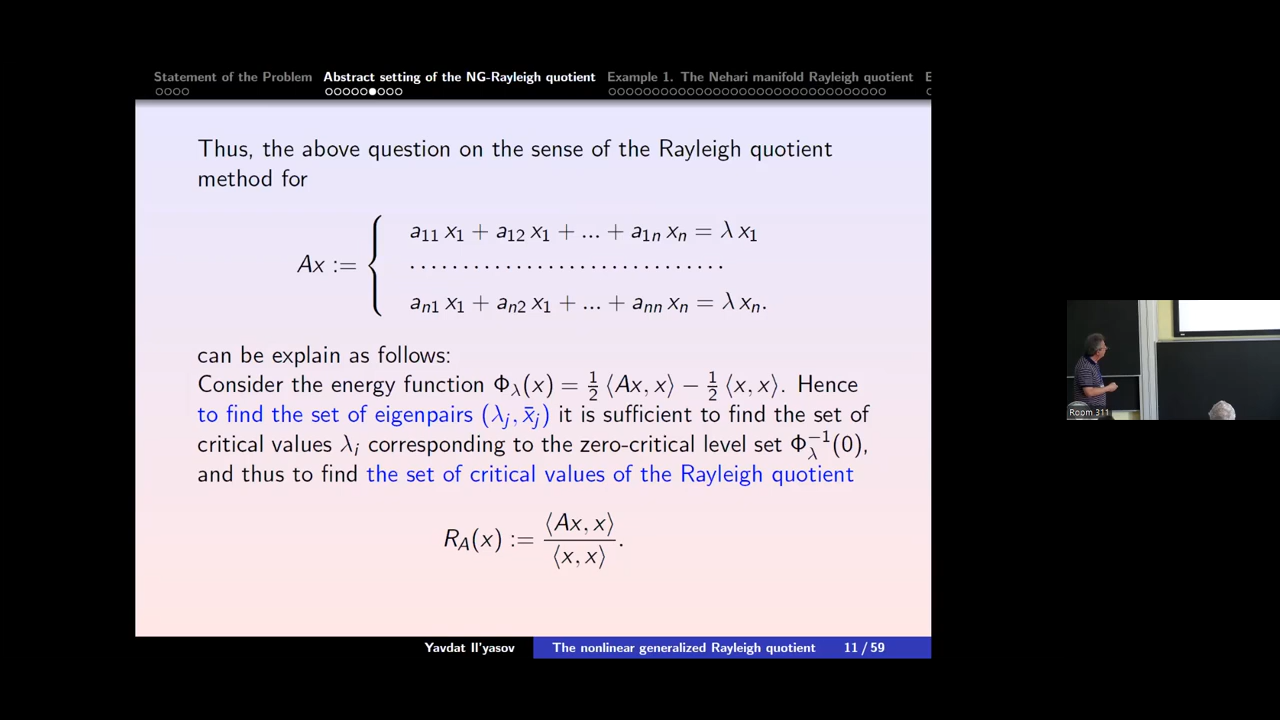 Statement of the Problem Abstract setting of the NG-Rayleigh quotient Example 1. The Nehari manifold Rayleigh quotient E
Thus, the above question on the sense of the Rayleigh quotient
method for
a11 x1 + a12 x1 + ... + a1n xn = λ x1
Ax := { . . . . . . . . . . . . . . . . . . . . . . . . . . . .
an1 x1 + an2 x1 + ... + ann xn = λ xn.
can be explain as follows:
Consider the energy function Φλ(x) = 1/2 ⟨Ax, x⟩ − 1/2 ⟨x, x⟩. Hence
to find the set of eigenpairs (λj, x̄j) it is sufficient to find the set of
critical values λi corresponding to the zero-critical level set Φλ^−1(0),
and thus to find the set of critical values of the Rayleigh quotient
RA(x) := ⟨Ax, x⟩ / ⟨x, x⟩.
Yavdat Il'yasov The nonlinear generalized Rayleigh quotient 11 / 59
Room 311